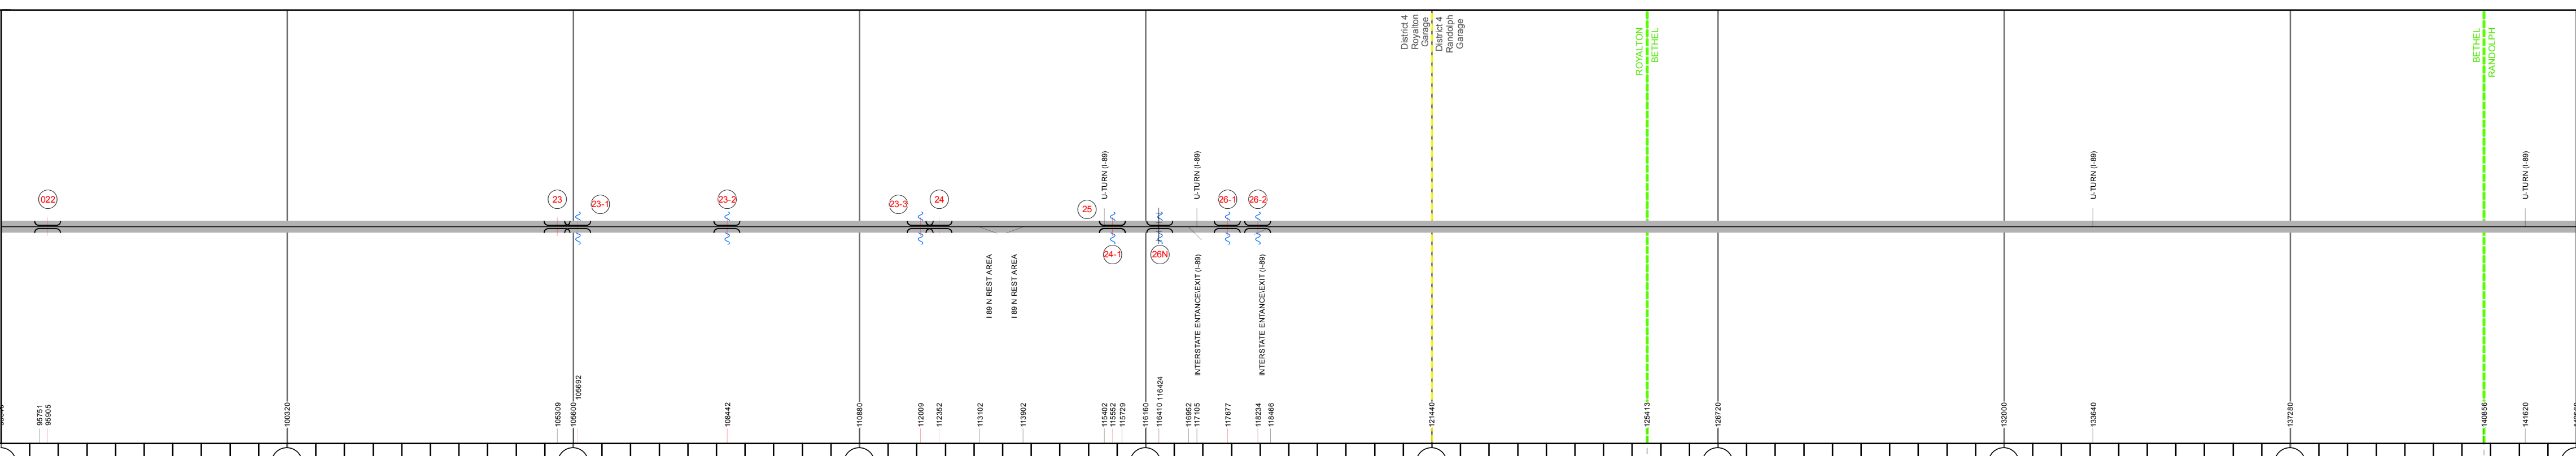 District 4
Royalton
Garage
District 4
Randolph
Garage
ROYALTON
BETHEL
BETHEL
RANDOLPH
U-TURN (I-89)
U-TURN (I-89)
U-TURN (I-89)
U-TURN (I-89)
022
23
23-1
23-2
23-3
24
25
26-1
26-2
24-1
26N
I 89 N REST AREA
I 89 N REST AREA
INTERSTATE ENTANCE\EXIT (I-89)
INTERSTATE ENTANCE\EXIT (I-89)
95751
95905
100320
105309
105600
105692
108442
110880
112009
112352
113102
113902
115402
115552
115729
116160
116410
116424
116952
117105
117677
118234
118466
121440
125413
126720
132000
133640
137280
140856
141620